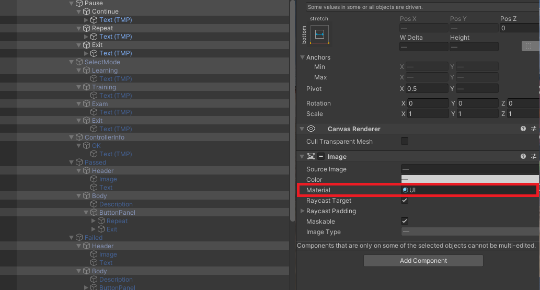 Pause
Continue
Text (TMP)
Repeat
Text (TMP)
Exit
Text (TMP)
SelectMode
Learning
Text (TMP)
Training
Text (TMP)
Exam
Text (TMP)
Exit
Text (TMP)
ControllerInfo
OK
Text (TMP)
Passed
Header
Image
Text
Body
Description
ButtonPanel
Repeat
Exit
Failed
Header
Image
Text
Body
Description
ButtonPanel
Some values in some or all objects are driven.
stretch Pos X Pos Y Pos Z
bottom — — 0
W Delta Height
— —
Anchors
Min X — Y —
Max X — Y —
Pivot X 0.5 Y —
Rotation X 0 Y 0 Z 0
Scale X 1 Y 1 Z 1
Canvas Renderer
Cull Transparent Mesh
Image
Source Image —
Color —
Material UI
Raycast Target
Raycast Padding
Maskable
Image Type —
Components that are only on some of the selected objects cannot be multi-edited.
Add Component